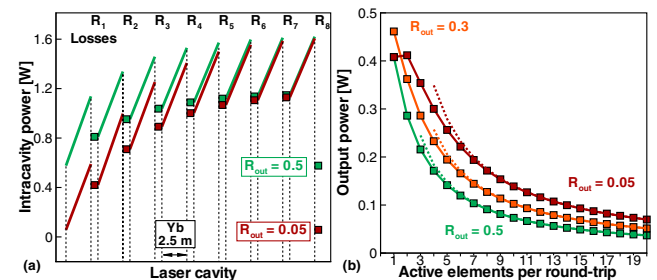 R1 R2 R3 R4 R5 R6 R7 R8
Losses
1.6
1.2
0.8
0.4
0
Intracavity power [W]
Rout = 0.5
Rout = 0.05
Yb
2.5 m
(a)
Laser cavity
0.5
0.4
0.3
0.2
0.1
0.0
Output power [W]
Rout = 0.3
Rout = 0.05
Rout = 0.5
1 3 5 7 9 11 13 15 17 19
(b)
Active elements per round-trip